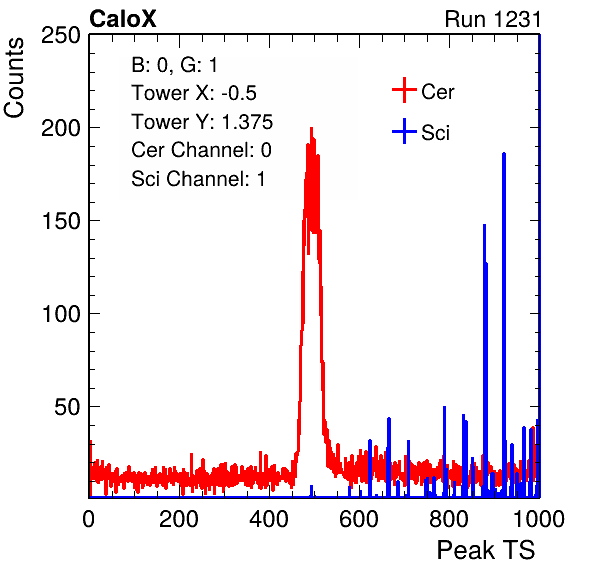 CaloX Run 1231
Counts
B: 0, G: 1
Tower X: -0.5
Tower Y: 1.375
Cer Channel: 0
Sci Channel: 1
Cer
Sci
250
200
150
100
50
0 200 400 600 800 1000
Peak TS